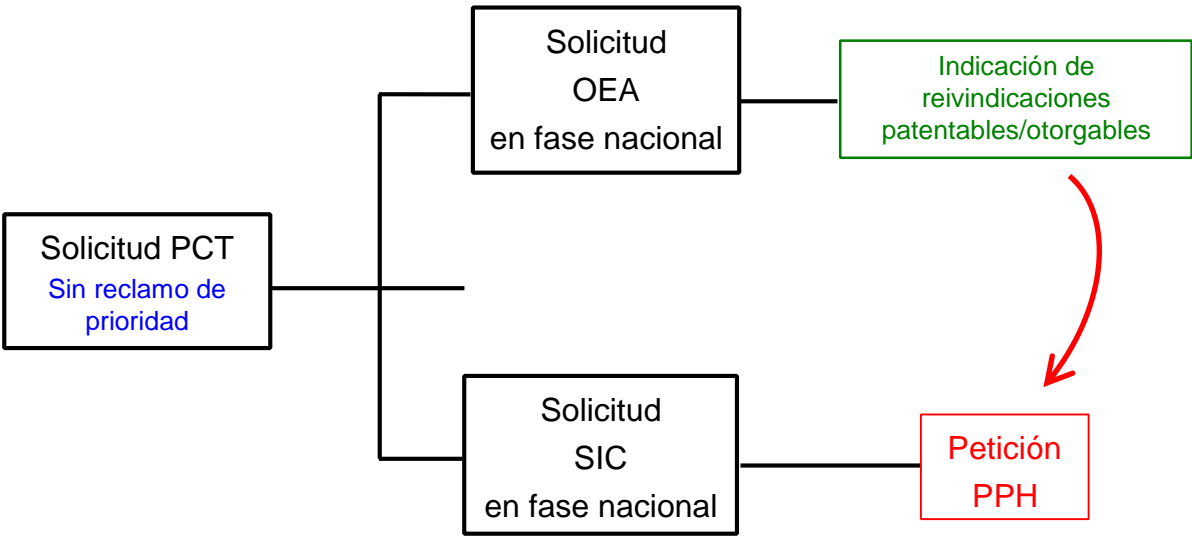 Solicitud
OEA
en fase nacional
Indicación de
reivindicaciones
patentables/otorgables
Solicitud PCT
Sin reclamo de
prioridad
Solicitud
SIC
en fase nacional
Petición
PPH